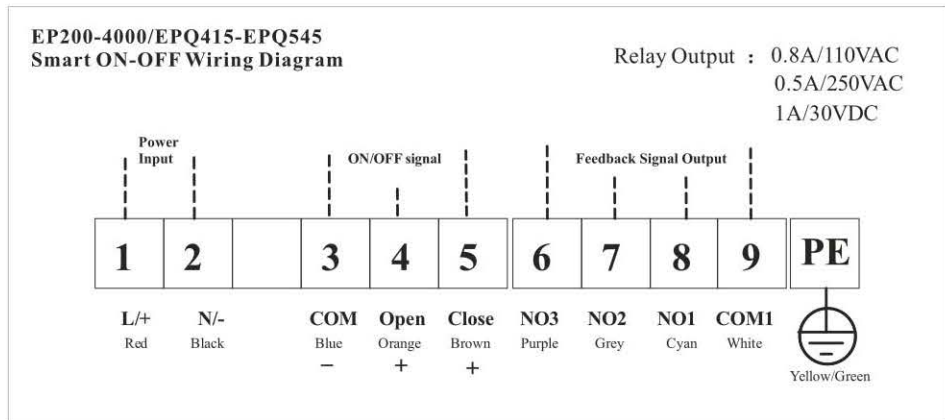 EP200-4000/EPQ415-EPQ545
Smart ON-OFF Wiring Diagram
Relay Output : 0.8A/110VAC
0.5A/250VAC
1A/30VDC
Power
Input
ON/OFF signal
Feedback Signal Output
1 2 3 4 5 6 7 8 9 PE
L/+ N/- COM Open Close NO3 NO2 NO1 COM1
Red Black Blue Orange Brown Purple Grey Cyan White
− + +
Yellow/Green